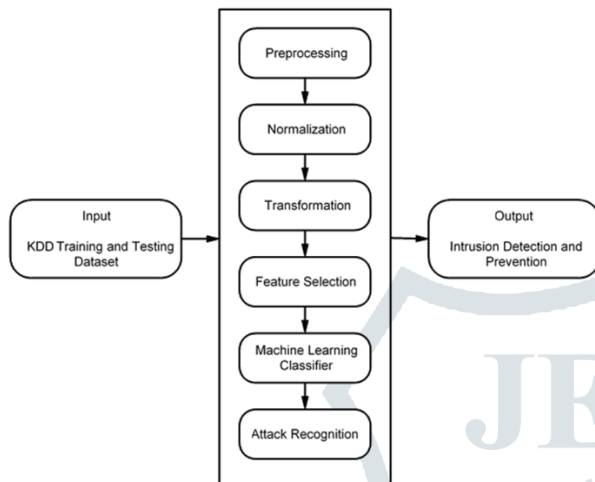 Preprocessing
Normalization
Input
KDD Training and Testing
Dataset
Transformation
Output
Intrusion Detection and
Prevention
Feature Selection
Machine Learning
Classifier
Attack Recognition
JE